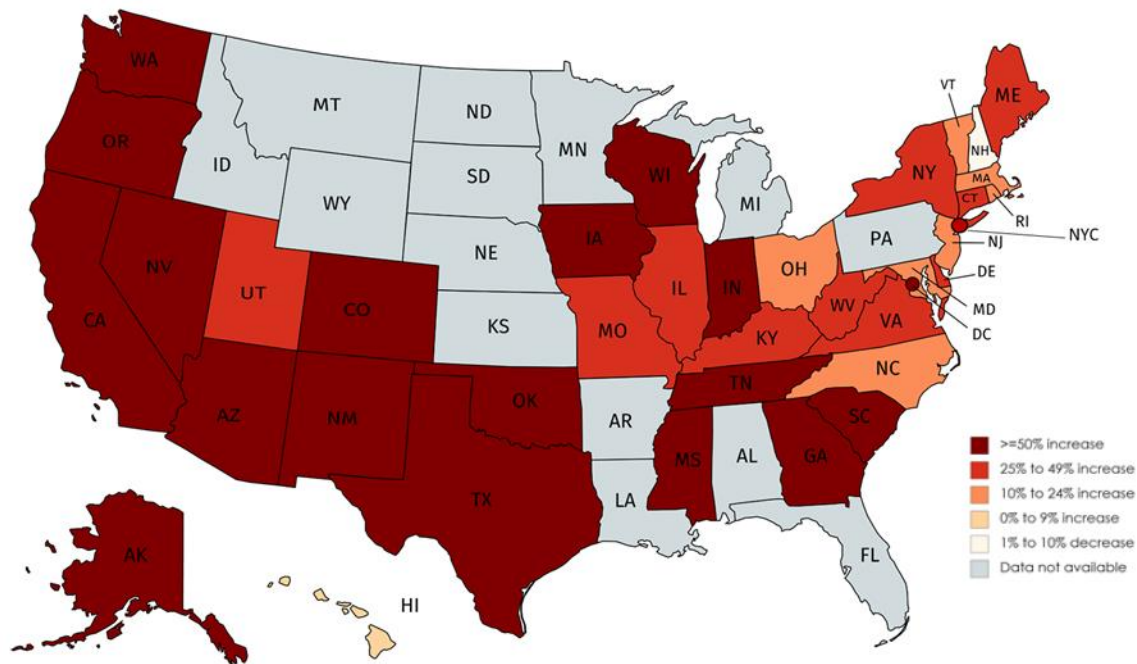 WA
MT
ND
MN
VT
ME
OR
ID
SD
WI
NH
NY
MA
WY
MI
CT
RI
NYC
NE
IA
PA
NJ
NV
OH
DE
UT
IL
IN
CA
CO
MO
WV
VA
MD
KS
KY
DC
NC
TN
AZ
OK
NM
AR
SC
MS
AL
GA
TX
LA
FL
AK
HI
>=50% increase
25% to 49% increase
10% to 24% increase
0% to 9% increase
1% to 10% decrease
Data not available